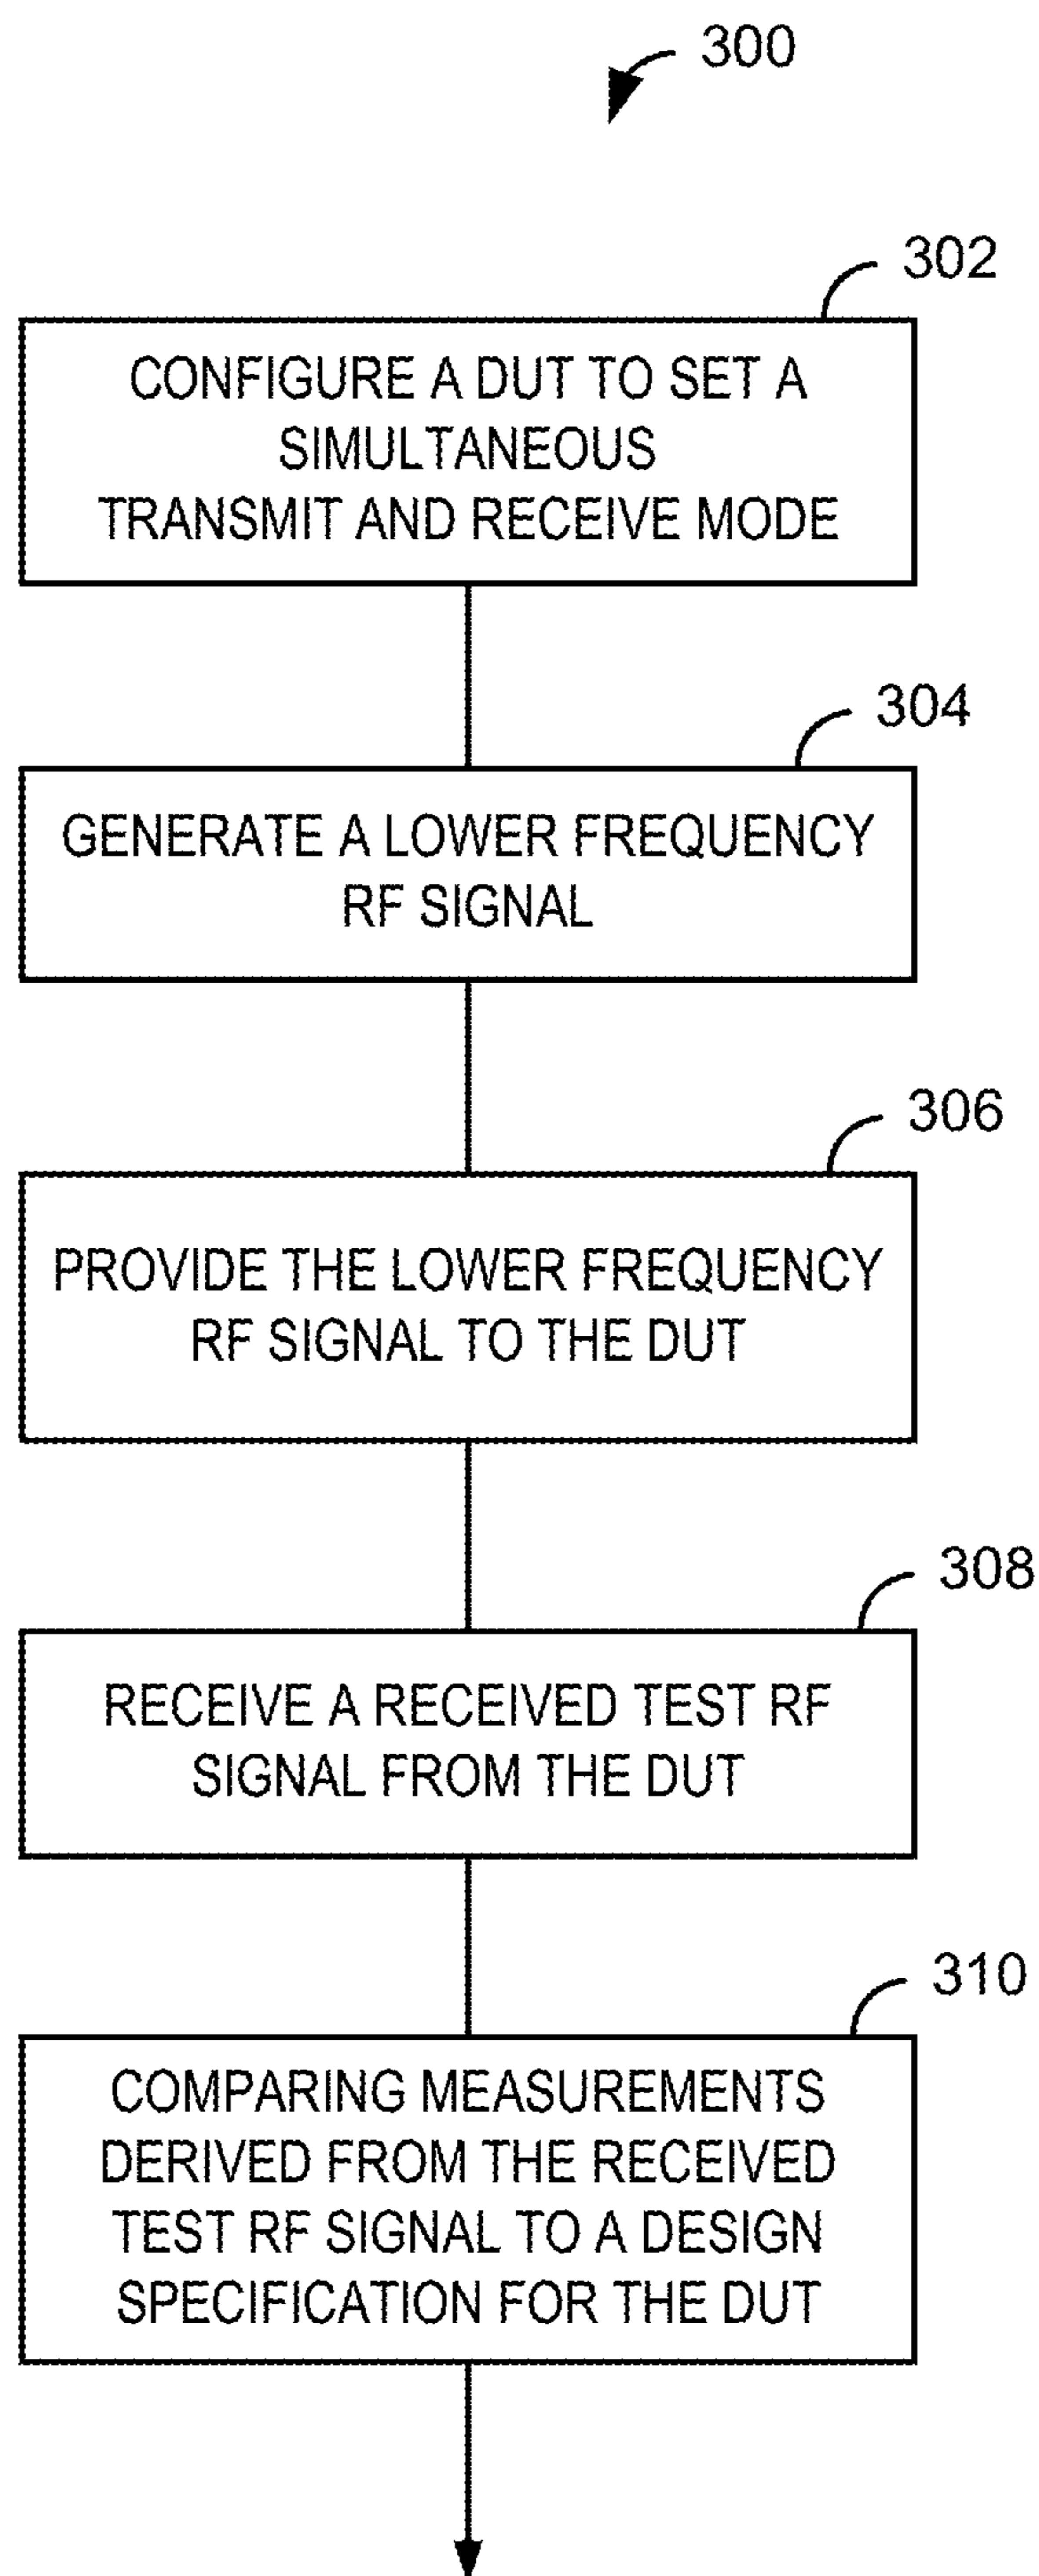 300
302
CONFIGURE A DUT TO SET A
SIMULTANEOUS
TRANSMIT AND RECEIVE MODE
304
GENERATE A LOWER FREQUENCY
RF SIGNAL
306
PROVIDE THE LOWER FREQUENCY
RF SIGNAL TO THE DUT
308
RECEIVE A RECEIVED TEST RF
SIGNAL FROM THE DUT
310
COMPARING MEASUREMENTS
DERIVED FROM THE RECEIVED
TEST RF SIGNAL TO A DESIGN
SPECIFICATION FOR THE DUT